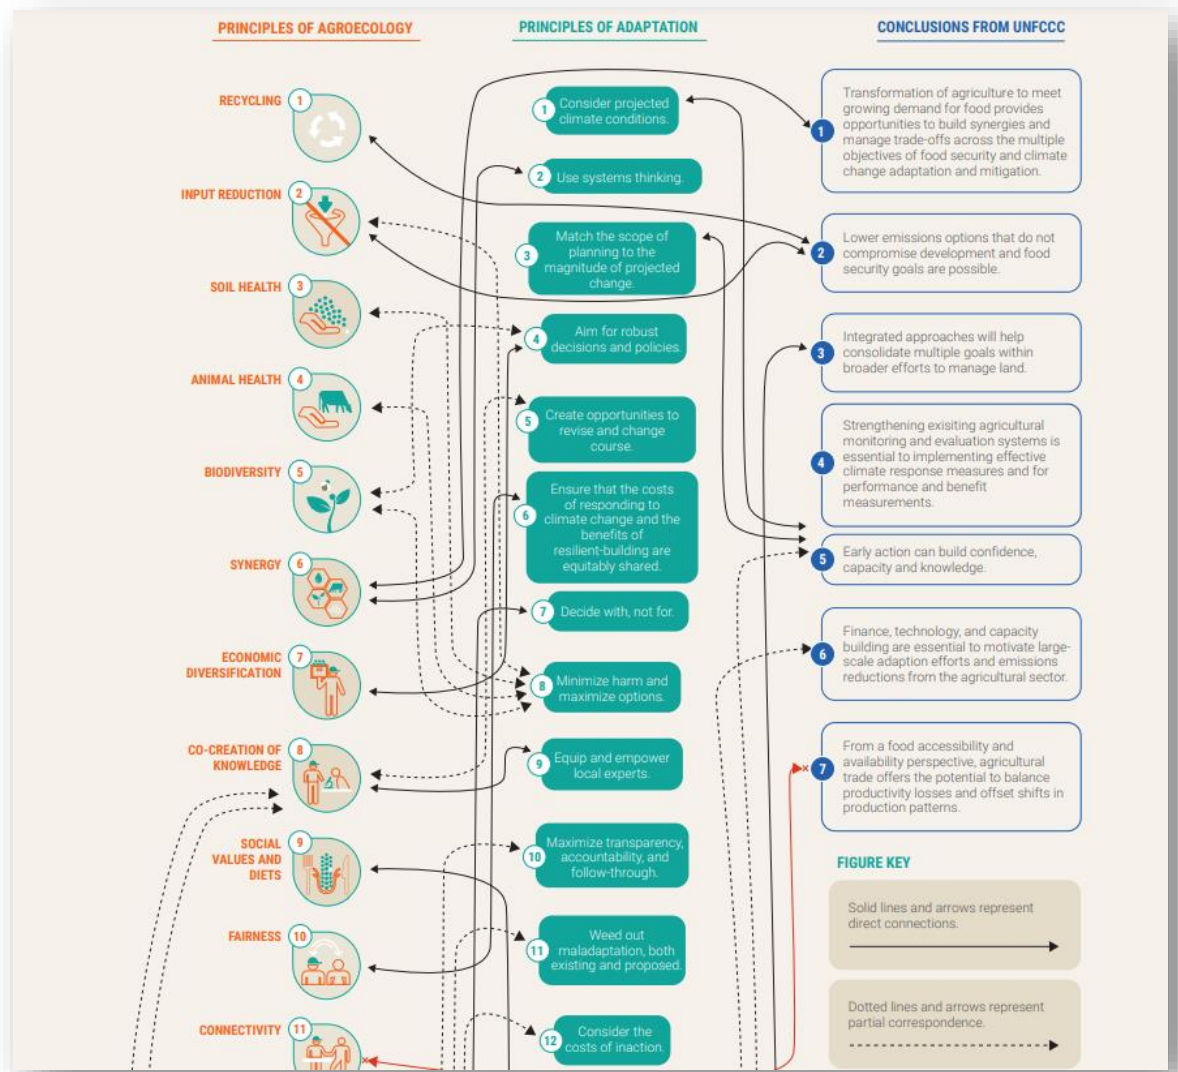 PRINCIPLES OF AGROECOLOGY
RECYCLING 1
INPUT REDUCTION 2
SOIL HEALTH 3
ANIMAL HEALTH 4
BIODIVERSITY 5
SYNERGY 6
ECONOMIC 7
DIVERSIFICATION
CO-CREATION OF 8
KNOWLEDGE
SOCIAL 9
VALUES AND
DIETS
FAIRNESS 10
CONNECTIVITY 11
PRINCIPLES OF ADAPTATION
1 Consider projected
climate conditions.
2 Use systems thinking.
Match the scope of
planning to the
3 magnitude of projected
change.
4 Aim for robust
decisions and policies.
Create opportunities to
5 revise and change
course.
Ensure that the costs
of responding to
6 climate change and the
benefits of
resilient-building are
equitably shared.
7 Decide with, not for.
8 Minimize harm and
maximize options.
9 Equip and empower
local experts.
Maximize transparency,
10 accountability, and
follow-through.
Weed out
11 maladaptation, both
existing and proposed.
12 Consider the
costs of inaction.
CONCLUSIONS FROM UNFCCC
Transformation of agriculture to meet
growing demand for food provides
1 opportunities to build synergies and
manage trade-offs across the multiple
objectives of food security and climate
change adaptation and mitigation.
Lower emissions options that do not
2 compromise development and food
security goals are possible.
Integrated approaches will help
3 consolidate multiple goals within
broader efforts to manage land.
Strengthening exisiting agricultural
monitoring and evaluation systems is
4 essential to implementing effective
climate response measures and for
performance and benefit
measurements.
5 Early action can build confidence,
capacity and knowledge.
Finance, technology, and capacity
6 building are essential to motivate large-
scale adaption efforts and emissions
reductions from the agricultural sector.
From a food accessibility and
7 availability perspective, agricultural
trade offers the potential to balance
productivity losses and offset shifts in
production patterns.
FIGURE KEY
Solid lines and arrows represent
direct connections.
Dotted lines and arrows represent
partial correspondence.